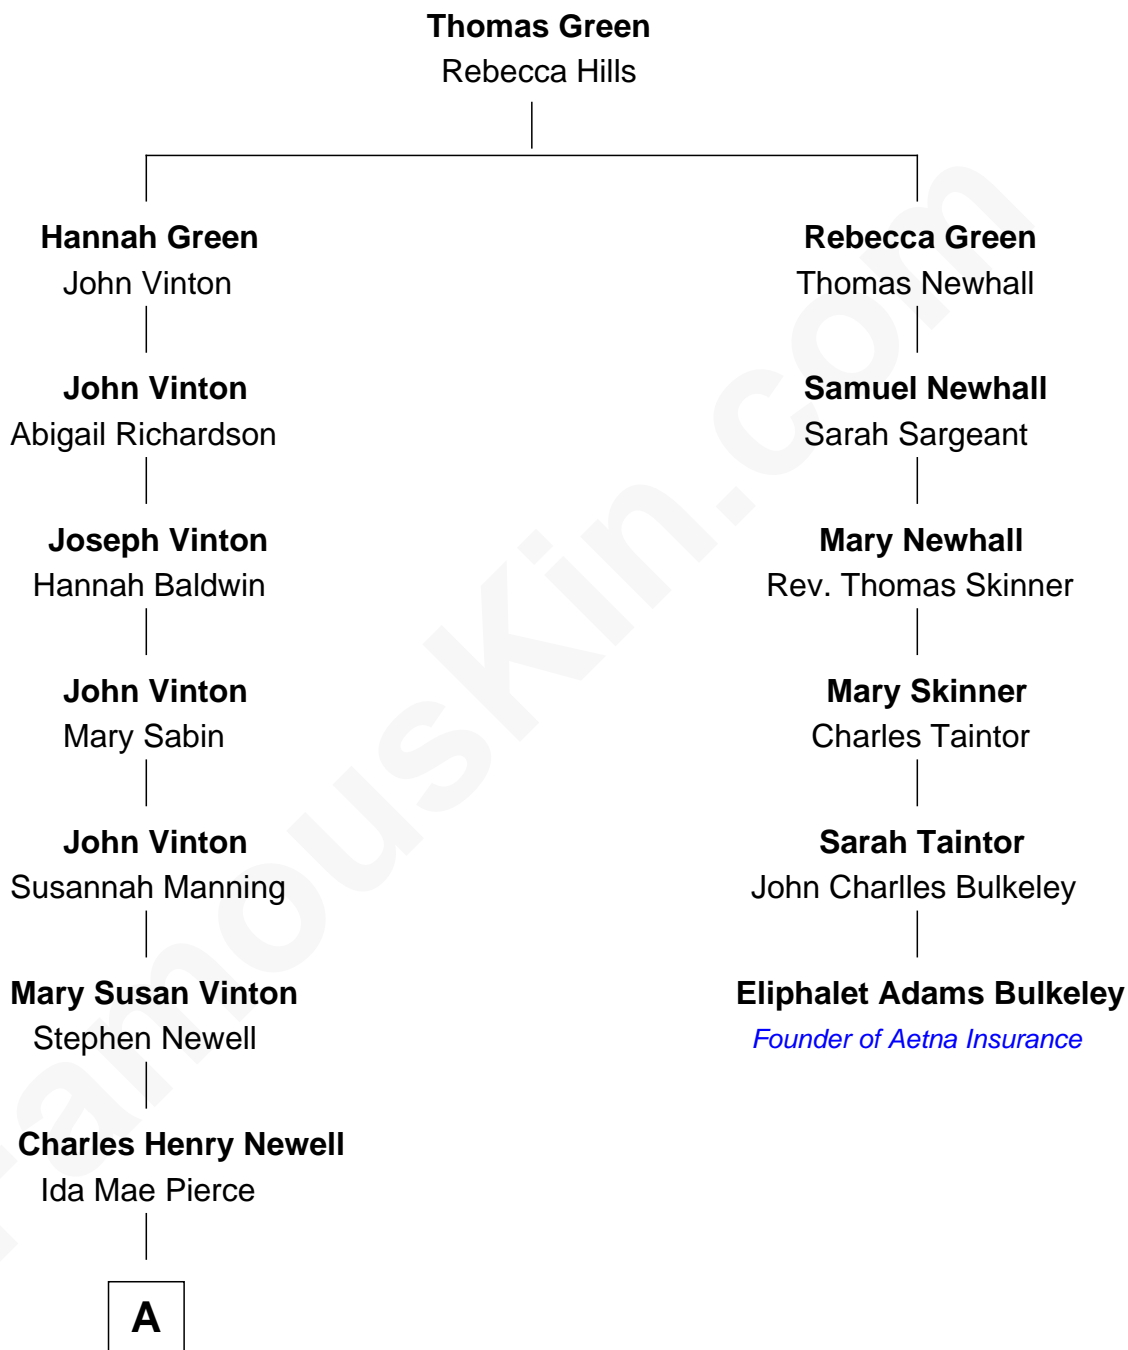 Thomas Green
Rebecca Hills
Hannah Green
John Vinton
Rebecca Green
Thomas Newhall
John Vinton
Abigail Richardson
Samuel Newhall
Sarah Sargeant
Joseph Vinton
Hannah Baldwin
Mary Newhall
Rev. Thomas Skinner
John Vinton
Mary Sabin
Mary Skinner
Charles Taintor
John Vinton
Susannah Manning
Sarah Taintor
John Charlles Bulkeley
Mary Susan Vinton
Stephen Newell
Eliphalet Adams Bulkeley
Founder of Aetna Insurance
Charles Henry Newell
Ida Mae Pierce
A
FamousKin.com